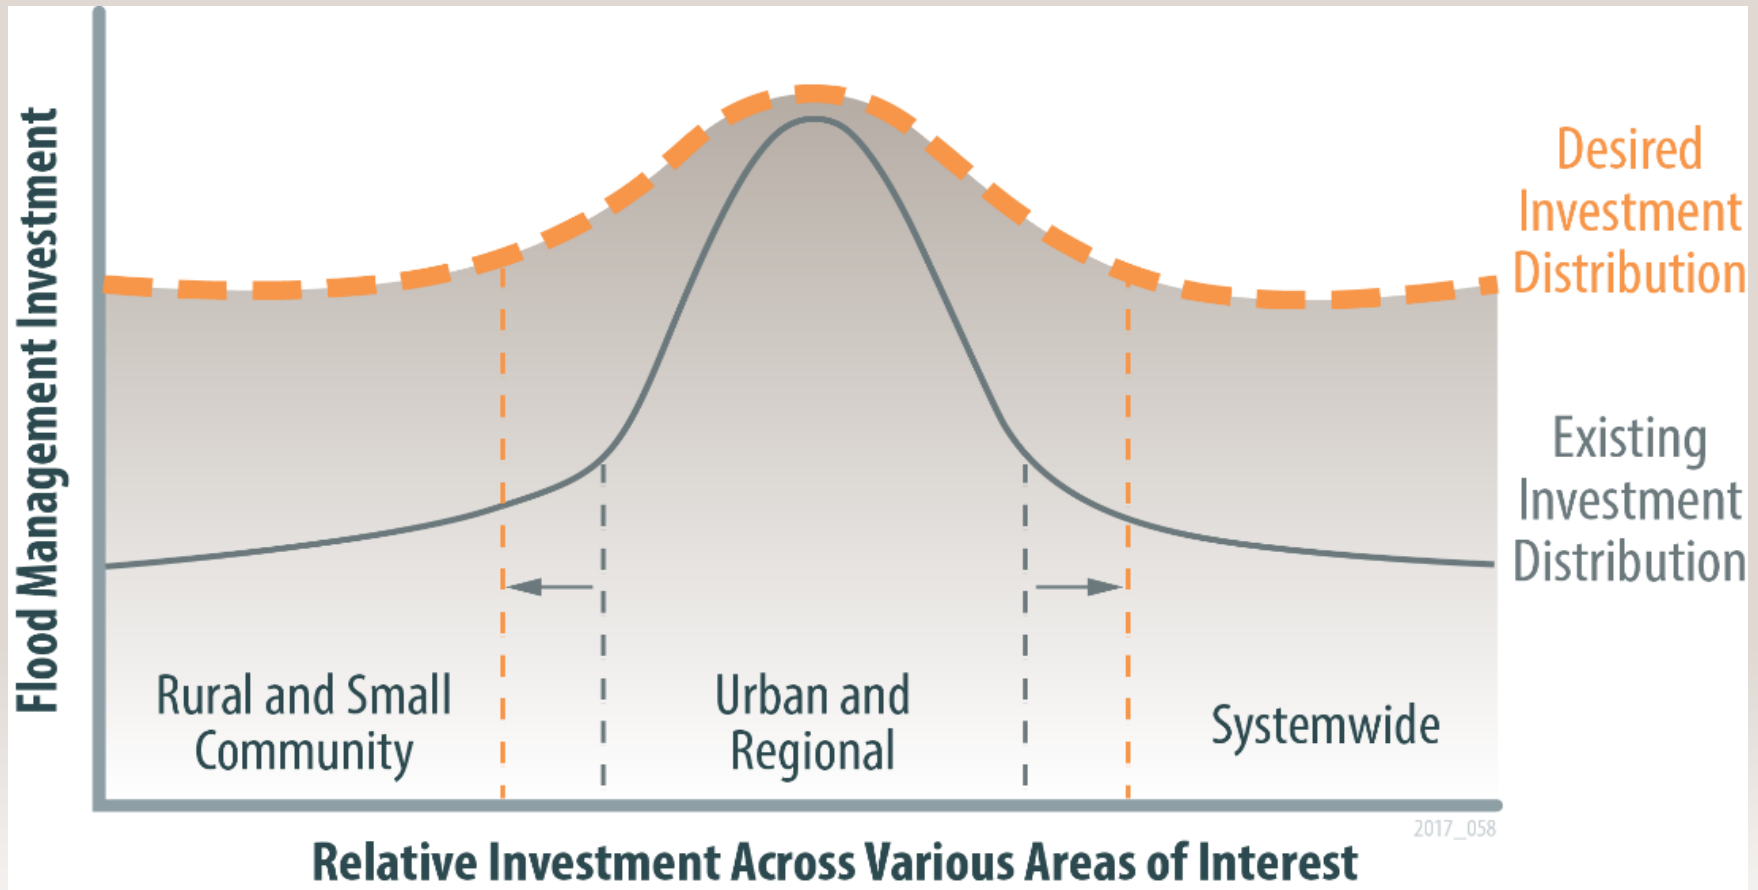 Flood Management Investment
Desired
Investment
Distribution
Existing
Investment
Distribution
Rural and Small
Community
Urban and
Regional
Systemwide
2017_058
Relative Investment Across Various Areas of Interest